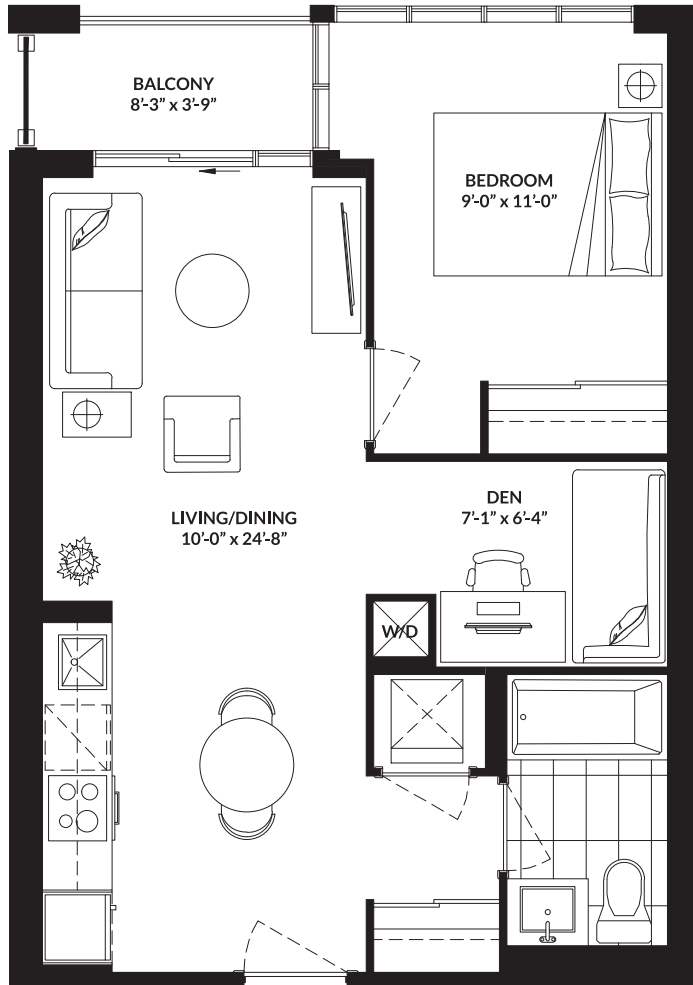 BALCONY
8'-3" x 3'-9"
BEDROOM
9'-0" x 11'-0"
LIVING/DINING
10'-0" x 24'-8"
DEN
7'-1" x 6'-4"
W/D